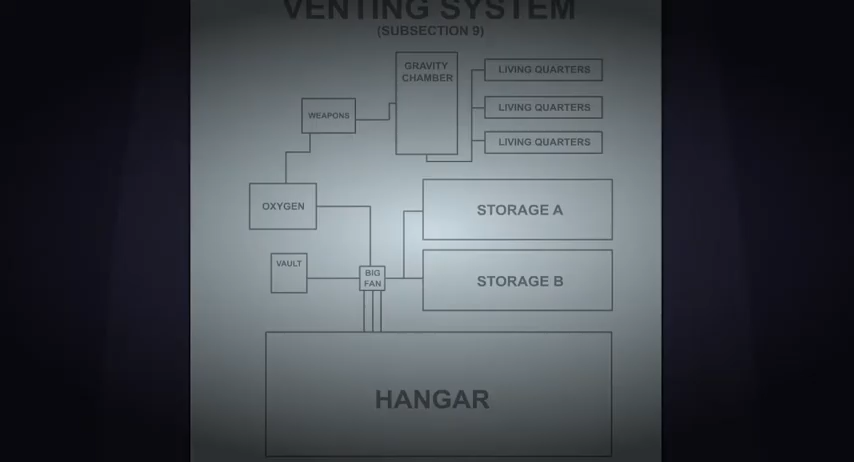 VENTING SYSTEM
(SUBSECTION 9)
GRAVITY
CHAMBER
LIVING QUARTERS
WEAPONS
LIVING QUARTERS
LIVING QUARTERS
OXYGEN
STORAGE A
VAULT
BIG
FAN
STORAGE B
HANGAR